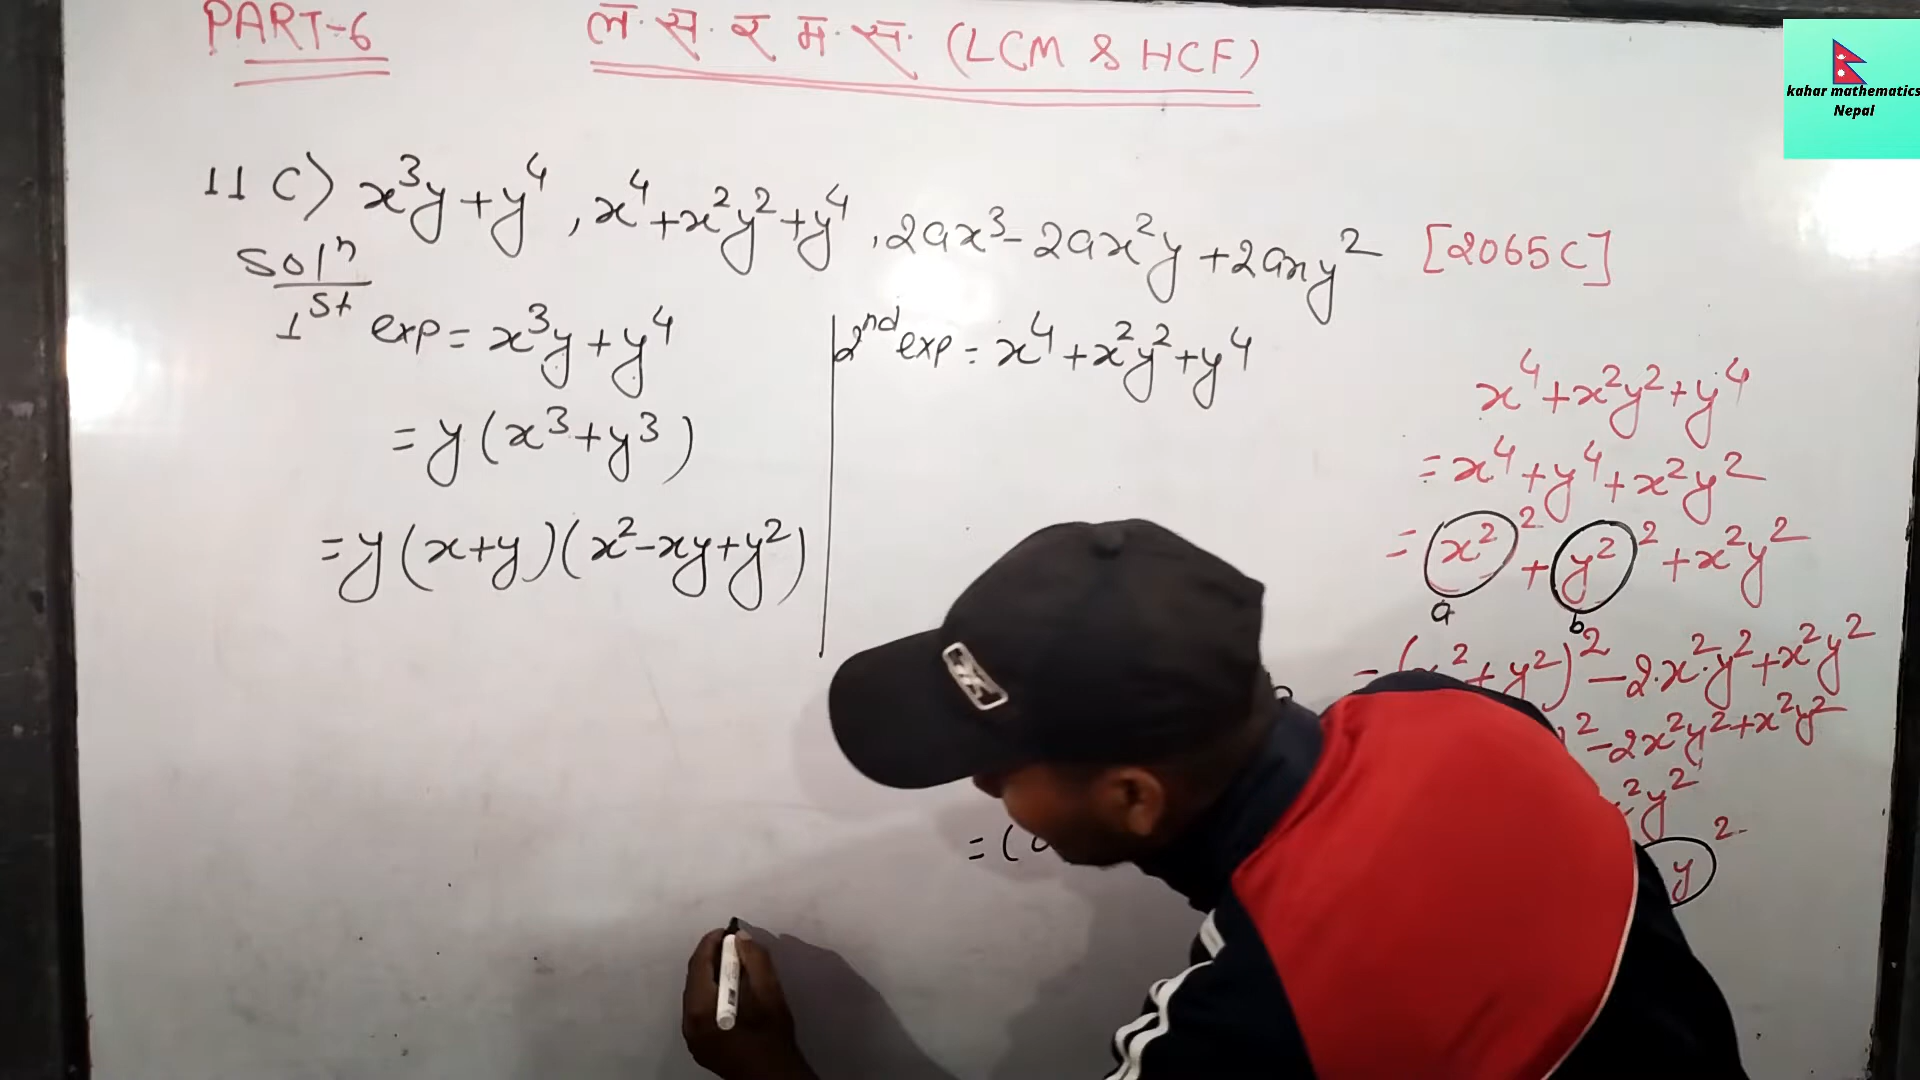 PART-6
ल. स. र म. स. (LCM & HCF)
kahar mathematics
Nepal
11 C) x³y+y⁴, x⁴+x²y²+y⁴, 2ax³-2ax²y+2axy² [2065C]
Solⁿ
1st exp = x³y+y⁴
= y(x³+y³)
= y(x+y)(x²-xy+y²)
2nd exp = x⁴+x²y²+y⁴
= (
x⁴+x²y²+y⁴
= x⁴+y⁴+x²y²
= (x²)²+(y²)²+x²y²
a b
²+y²)²-2.x².y²+x²y²
²-2x²y²+x²y²
²y²
y²